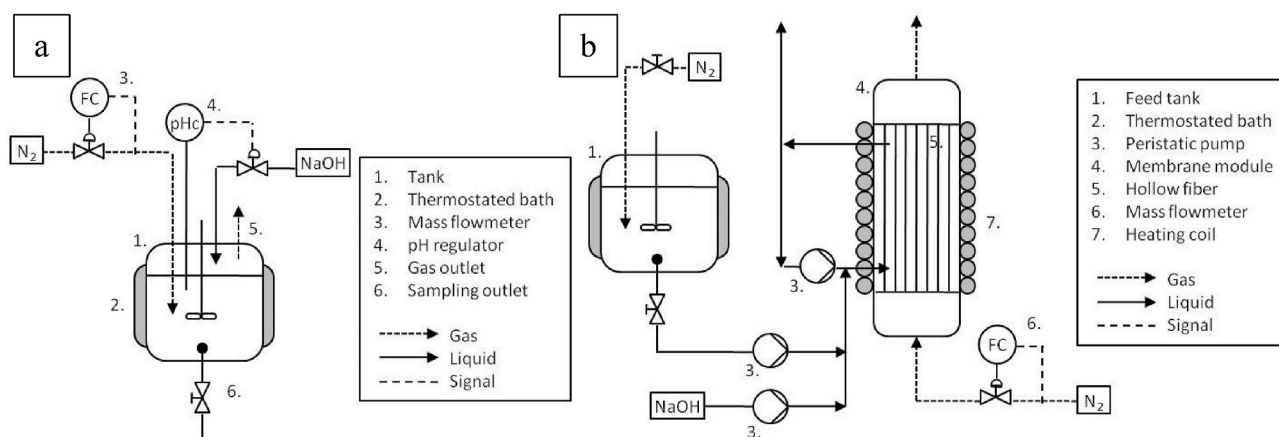 a
3.
FC
4.
pHc
N2
NaOH
5.
1.
2.
6.
1. Tank
2. Thermostated bath
3. Mass flowmeter
4. pH regulator
5. Gas outlet
6. Sampling outlet
Gas
Liquid
Signal
b
N2
1.
4.
5.
7.
3.
3.
NaOH
3.
6.
FC
N2
1. Feed tank
2. Thermostated bath
3. Peristatic pump
4. Membrane module
5. Hollow fiber
6. Mass flowmeter
7. Heating coil
Gas
Liquid
Signal